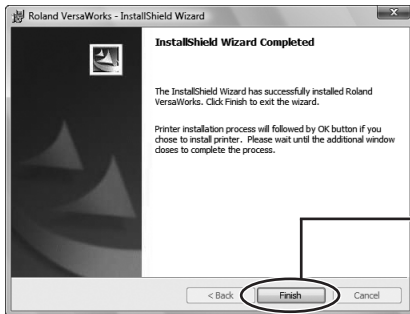 Roland VersaWorks - InstallShield Wizard
InstallShield Wizard Completed
The InstallShield Wizard has successfully installed Roland
VersaWorks. Click Finish to exit the wizard.
Printer installation process will followed by OK button if you
chose to install printer. Please wait until the additional window
closes to complete the process.
< Back Finish Cancel